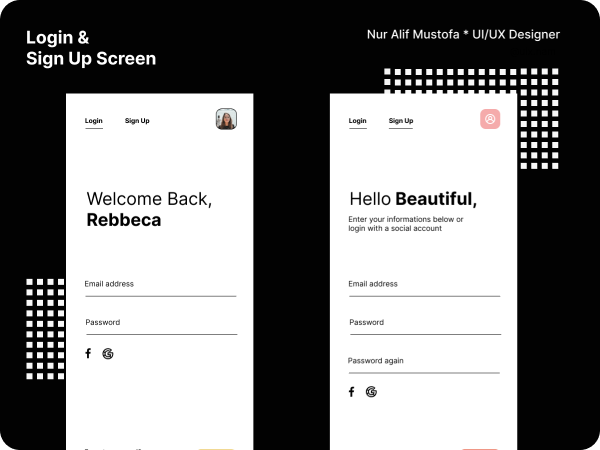 Login &
Sign Up Screen
Nur Alif Mustofa * UI/UX Designer
Login Sign Up
Welcome Back,
Rebbeca
Email address
Password
Login Sign Up
Hello Beautiful,
Enter your informations below or
login with a social account
Email address
Password
Password again